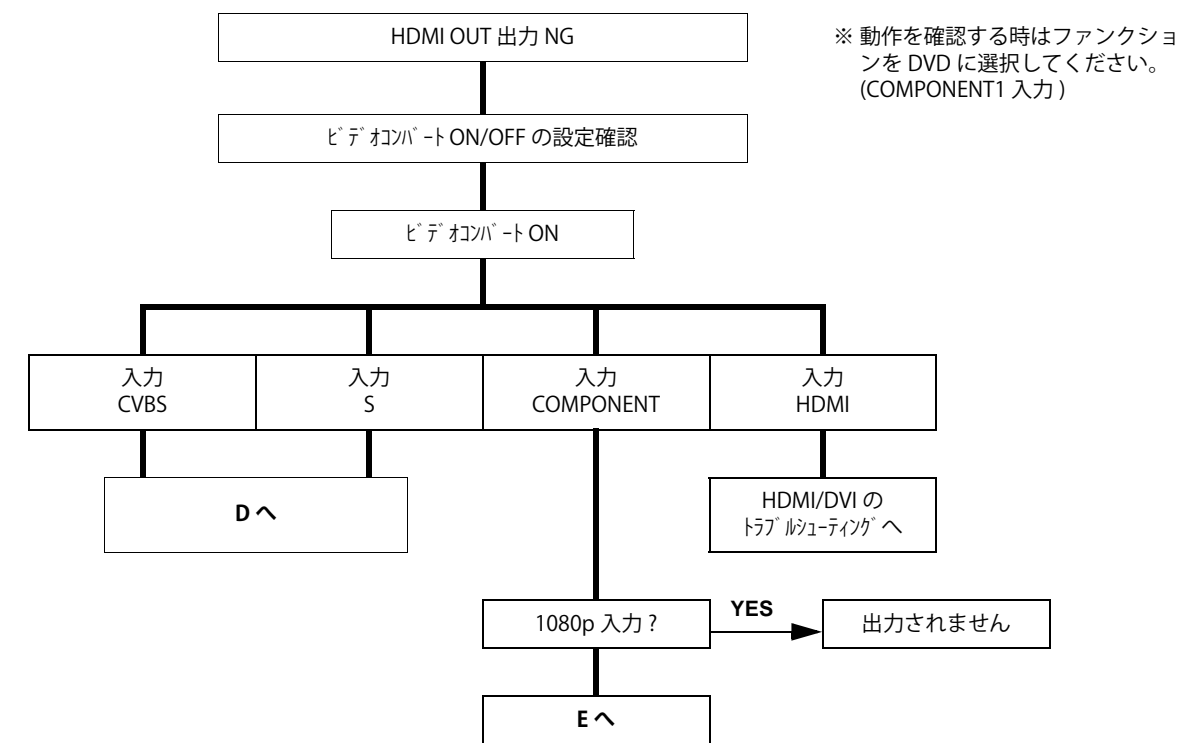 HDMI OUT 出力 NG
※ 動作を確認する時はファンクショ
ンを DVD に選択してください。
(COMPONENT1 入力 )
ﾋﾞﾃﾞｵｺﾝﾊﾞｰﾄ ON/OFF の設定確認
ﾋﾞﾃﾞｵｺﾝﾊﾞｰﾄ ON
入力
CVBS
入力
S
入力
COMPONENT
入力
HDMI
D へ
HDMI/DVI の
ﾄﾗﾌﾞﾙｼｭｰﾃｨﾝｸﾞ へ
1080p 入力 ?
YES
出力されません
E へ